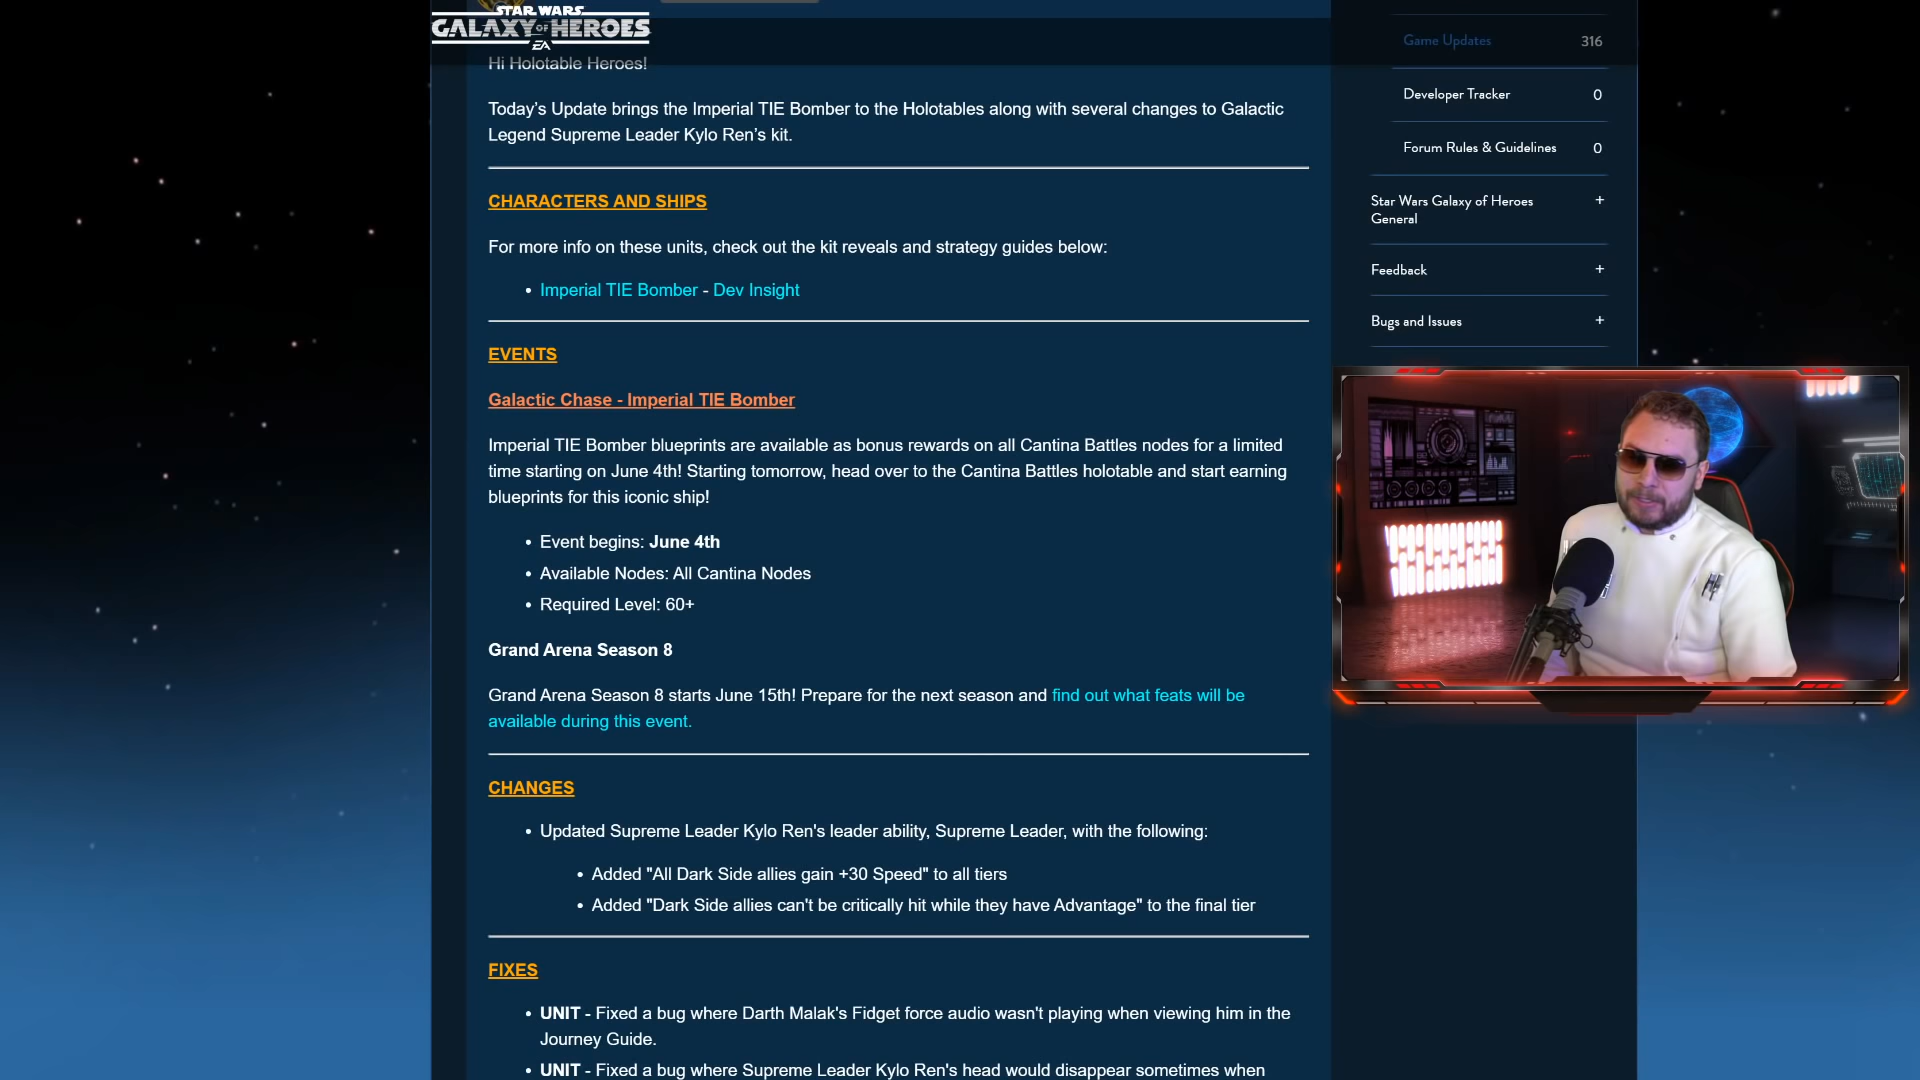 STAR WARS
GALAXY OF HEROES
EA
Hi Holotable Heroes!
Today's Update brings the Imperial TIE Bomber to the Holotables along with several changes to Galactic
Legend Supreme Leader Kylo Ren's kit.
CHARACTERS AND SHIPS
For more info on these units, check out the kit reveals and strategy guides below:
• Imperial TIE Bomber - Dev Insight
EVENTS
Galactic Chase - Imperial TIE Bomber
Imperial TIE Bomber blueprints are available as bonus rewards on all Cantina Battles nodes for a limited
time starting on June 4th! Starting tomorrow, head over to the Cantina Battles holotable and start earning
blueprints for this iconic ship!
• Event begins: June 4th
• Available Nodes: All Cantina Nodes
• Required Level: 60+
Grand Arena Season 8
Grand Arena Season 8 starts June 15th! Prepare for the next season and find out what feats will be
available during this event.
CHANGES
• Updated Supreme Leader Kylo Ren's leader ability, Supreme Leader, with the following:
• Added "All Dark Side allies gain +30 Speed" to all tiers
• Added "Dark Side allies can't be critically hit while they have Advantage" to the final tier
FIXES
• UNIT - Fixed a bug where Darth Malak's Fidget force audio wasn't playing when viewing him in the
Journey Guide.
• UNIT - Fixed a bug where Supreme Leader Kylo Ren's head would disappear sometimes when
Game Updates 316
Developer Tracker 0
Forum Rules & Guidelines 0
Star Wars Galaxy of Heroes +
General
Feedback +
Bugs and Issues +